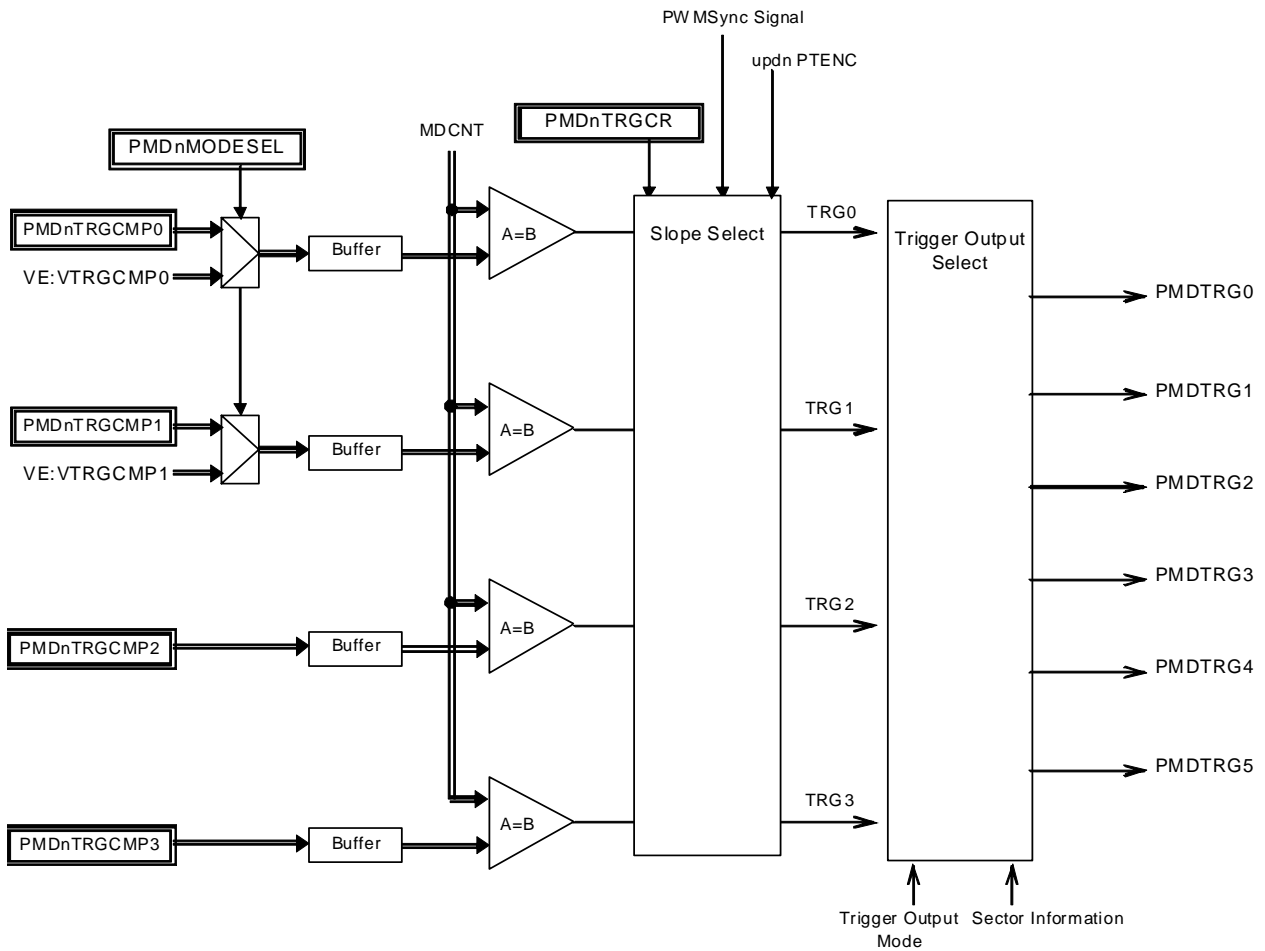 PWMSync Signal
updn PTENC
MDCNT
PMDnTRGCR
PMDnMODESEL
PMDnTRGCMP0
VE:VTRGCMP0
Buffer
A=B
Slope Select
TRG0
Trigger Output
Select
PMDTRG0
PMDnTRGCMP1
VE:VTRGCMP1
Buffer
A=B
TRG1
PMDTRG1
PMDTRG2
PMDnTRGCMP2
Buffer
A=B
TRG2
PMDTRG3
PMDTRG4
PMDnTRGCMP3
Buffer
A=B
TRG3
PMDTRG5
Trigger Output
Mode
Sector Information